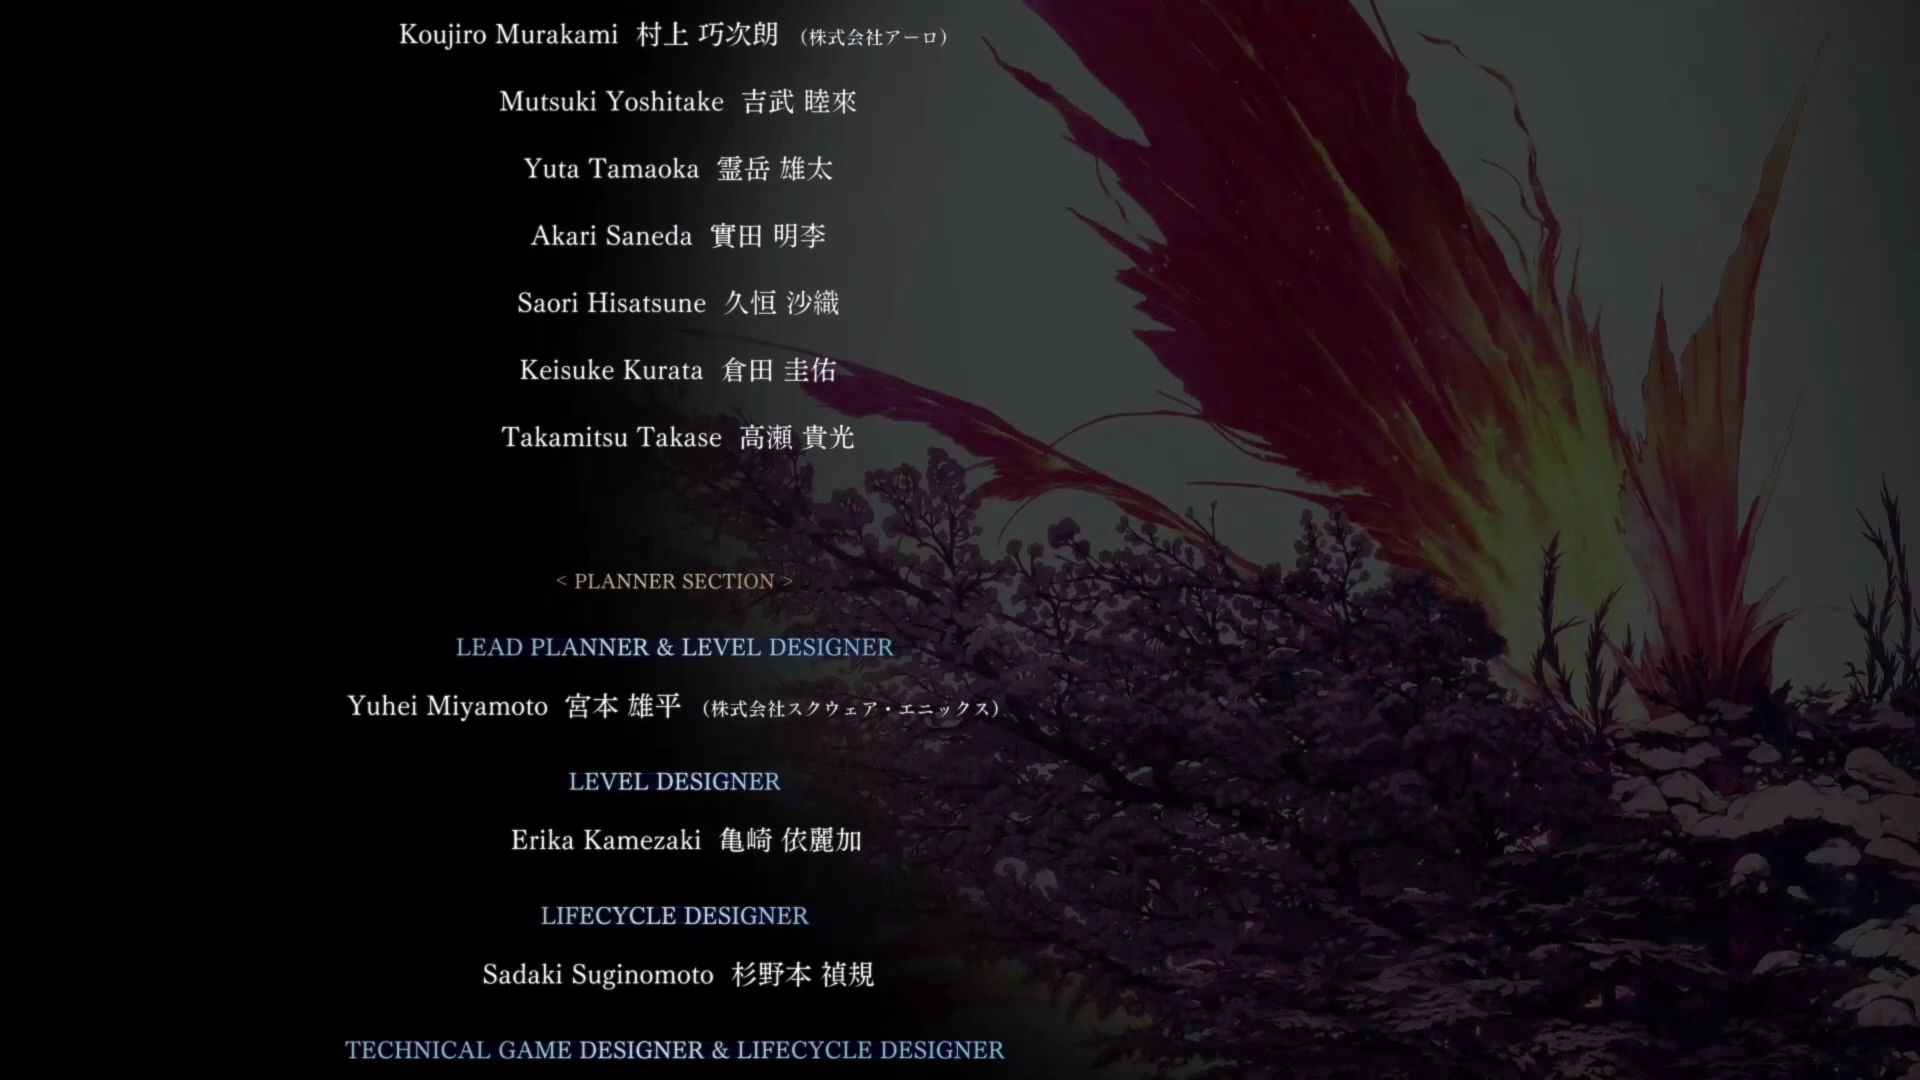 Koujiro Murakami 村上 巧次朗 （株式会社アーロ）
Mutsuki Yoshitake 吉武 睦來
Yuta Tamaoka 霊岳 雄太
Akari Saneda 實田 明李
Saori Hisatsune 久恒 沙織
Keisuke Kurata 倉田 圭佑
Takamitsu Takase 高瀬 貴光
< PLANNER SECTION >
LEAD PLANNER & LEVEL DESIGNER
Yuhei Miyamoto 宮本 雄平 （株式会社スクウェア・エニックス）
LEVEL DESIGNER
Erika Kamezaki 亀崎 依麗加
LIFECYCLE DESIGNER
Sadaki Suginomoto 杉野本 禎規
TECHNICAL GAME DESIGNER & LIFECYCLE DESIGNER